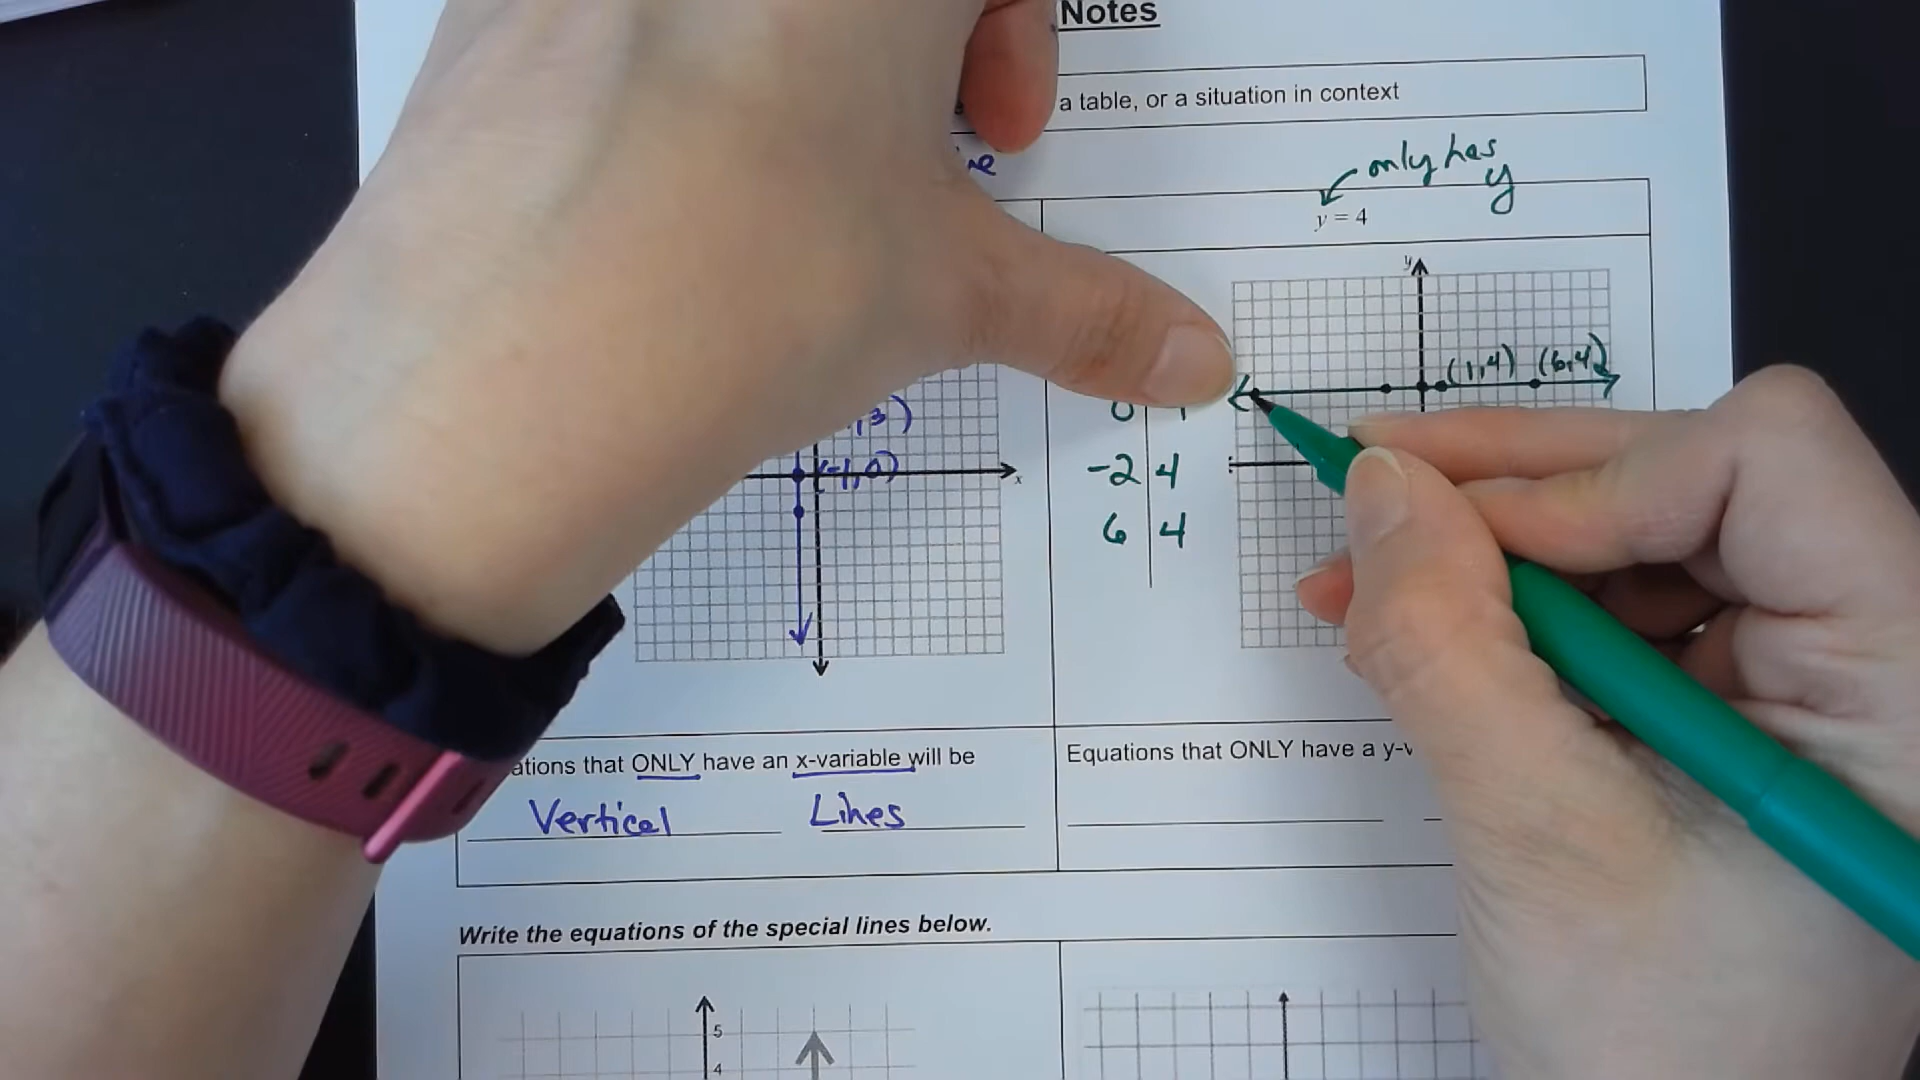 Notes
a table, or a situation in context
only has
y
y = 4
y
(1,4) (6,4)
,3)
(-1,0)
x
0
-2 4
6 4
ations that ONLY have an x-variable will be
Vertical Lines
Equations that ONLY have a y-v
Write the equations of the special lines below.
5
4